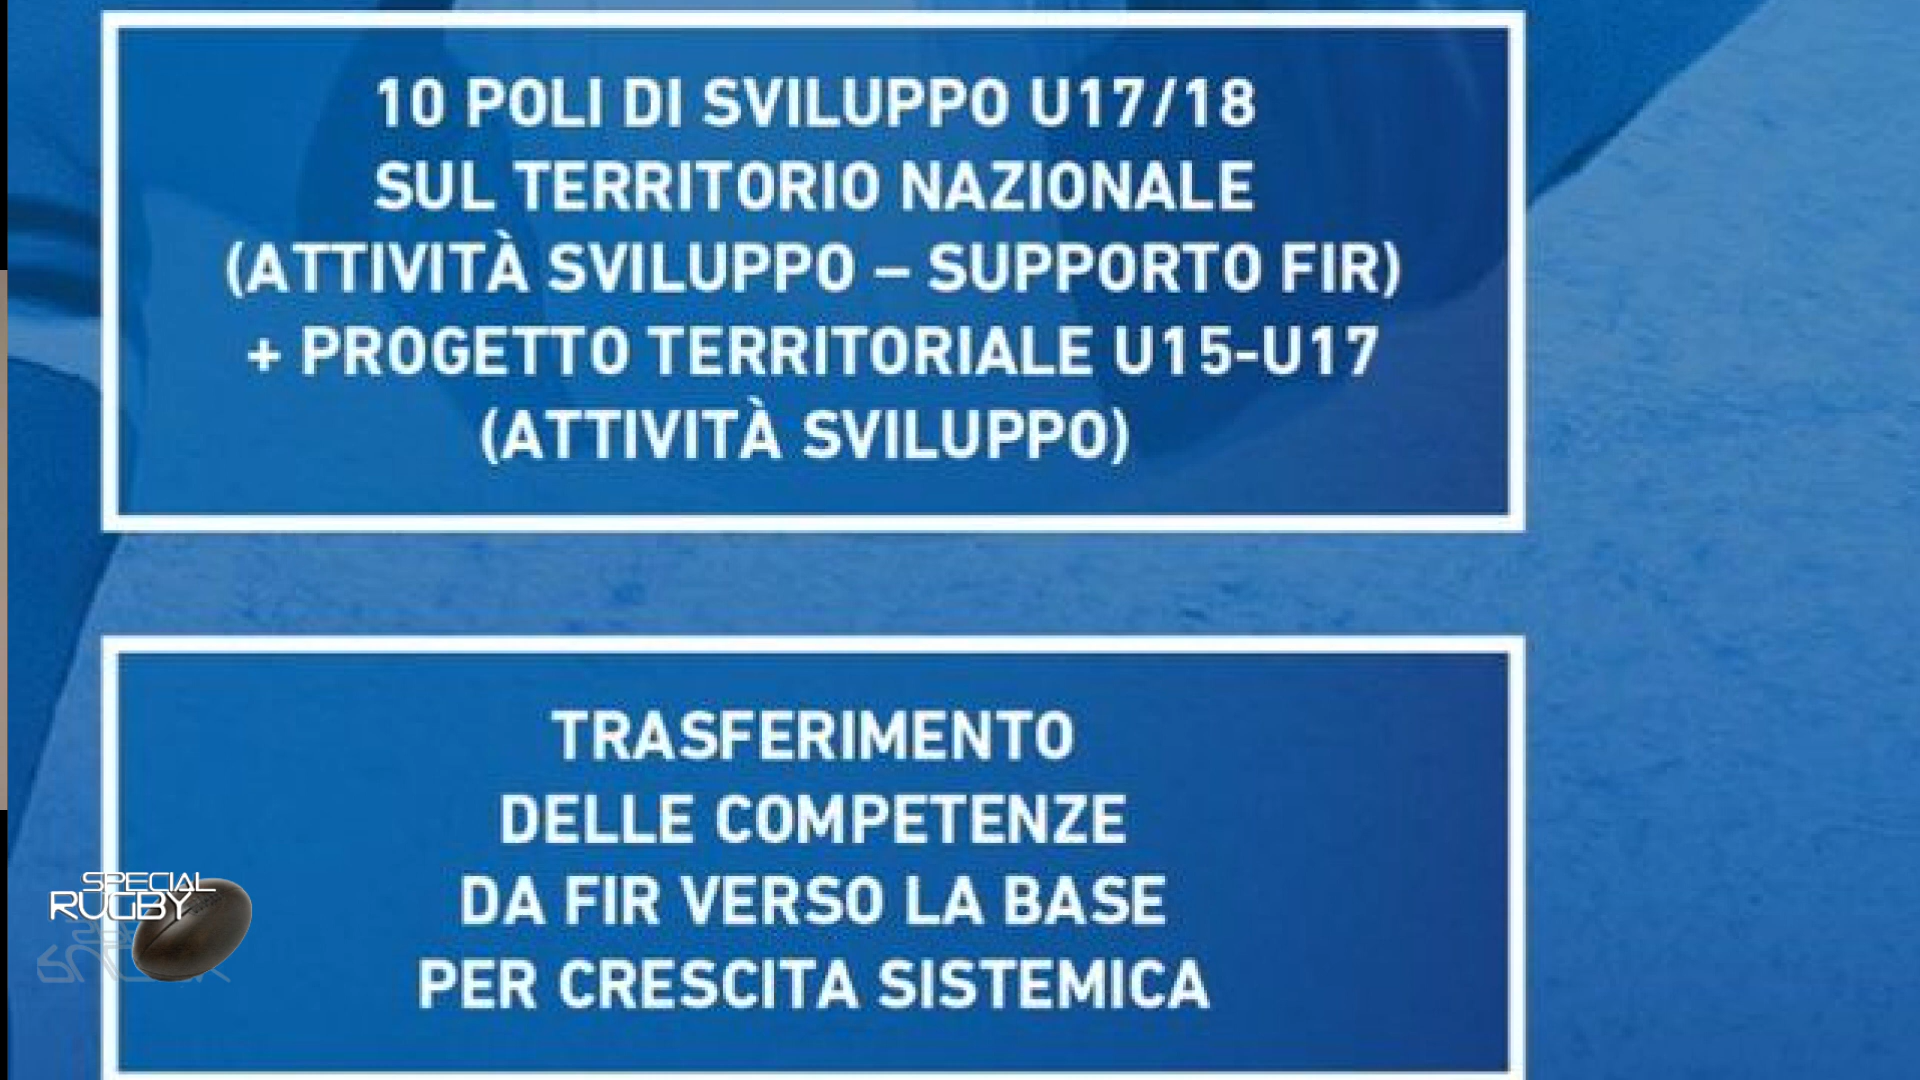 10 POLI DI SVILUPPO U17/18
SUL TERRITORIO NAZIONALE
(ATTIVITÀ SVILUPPO – SUPPORTO FIR)
+ PROGETTO TERRITORIALE U15-U17
(ATTIVITÀ SVILUPPO)
TRASFERIMENTO
DELLE COMPETENZE
DA FIR VERSO LA BASE
PER CRESCITA SISTEMICA
SPECIAL
RUGBY